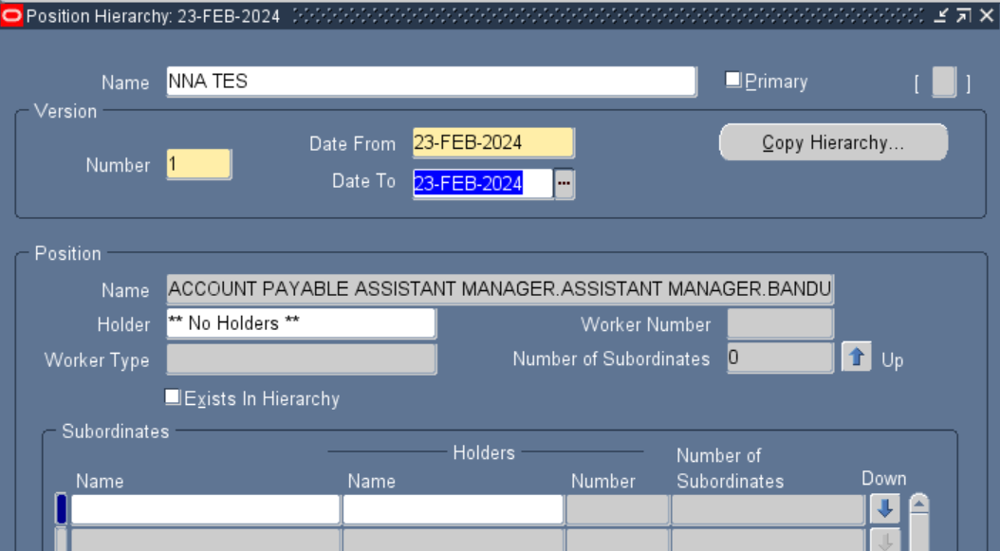 Position Hierarchy: 23-FEB-2024
Name NNA TES Primary [ ]
Version
Number 1 Date From 23-FEB-2024 Copy Hierarchy...
Date To 23-FEB-2024 ...
Position
Name ACCOUNT PAYABLE ASSISTANT MANAGER.ASSISTANT MANAGER.BANDU
Holder ** No Holders ** Worker Number
Worker Type Number of Subordinates 0 Up
Exists In Hierarchy
Subordinates
Holders Number of
Name Name Number Subordinates Down